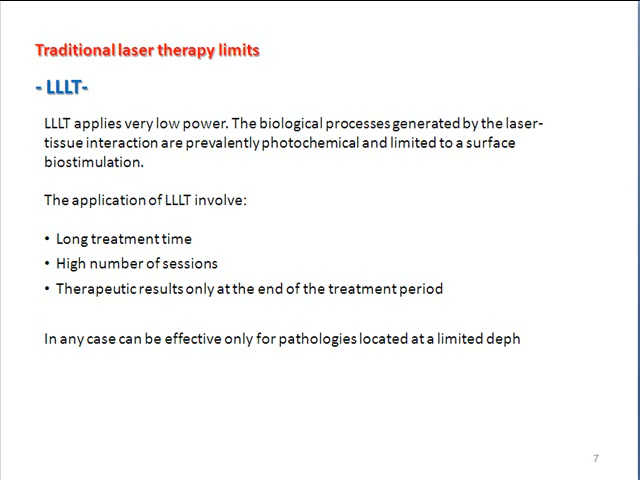 Traditional laser therapy limits
- LLLT-
LLLT applies very low power. The biological processes generated by the laser-
tissue interaction are prevalently photochemical and limited to a surface
biostimulation.
The application of LLLT involve:
• Long treatment time
• High number of sessions
• Therapeutic results only at the end of the treatment period
In any case can be effective only for pathologies located at a limited deph
7